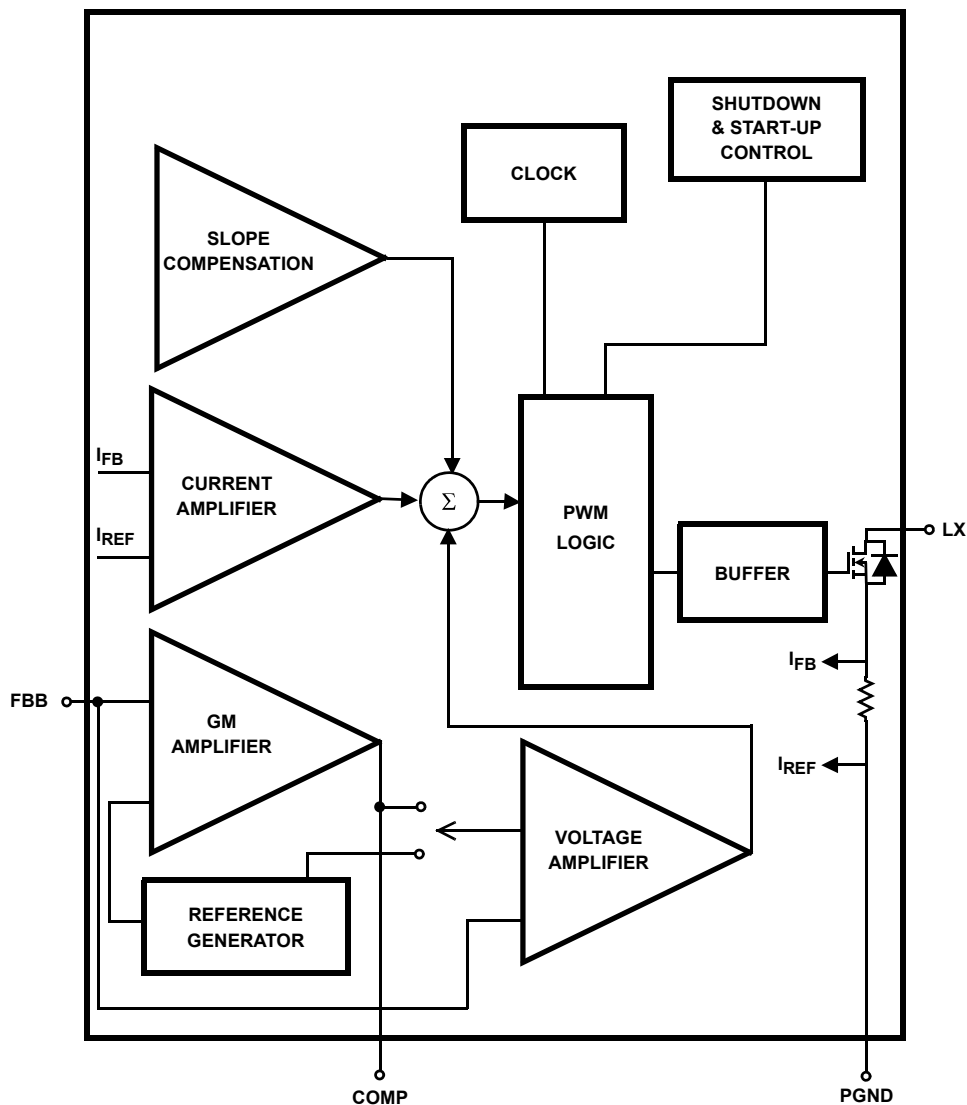 SHUTDOWN
& START-UP
CONTROL
CLOCK
SLOPE
COMPENSATION
IFB
CURRENT
AMPLIFIER
IREF
Σ
PWM
LOGIC
BUFFER
LX
IFB
FBB
GM
AMPLIFIER
IREF
VOLTAGE
AMPLIFIER
REFERENCE
GENERATOR
COMP
PGND